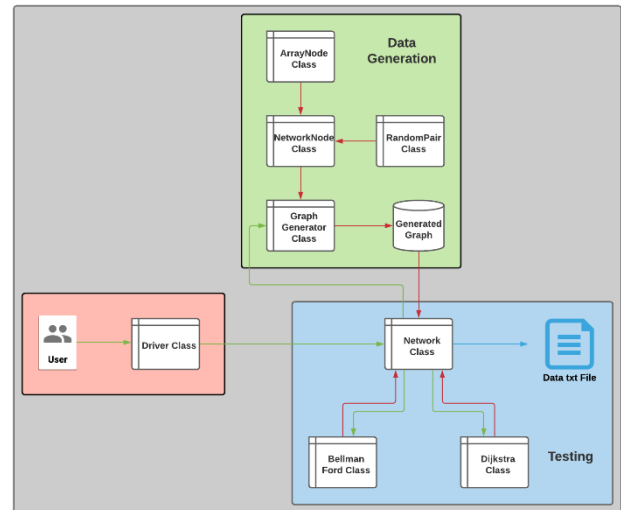 Data
Generation
ArrayNode
Class
NetworkNode
Class
RandomPair
Class
Graph
Generator
Class
Generated
Graph
User
Driver Class
Network
Class
Data txt File
Bellman
Ford Class
Dijkstra
Class
Testing